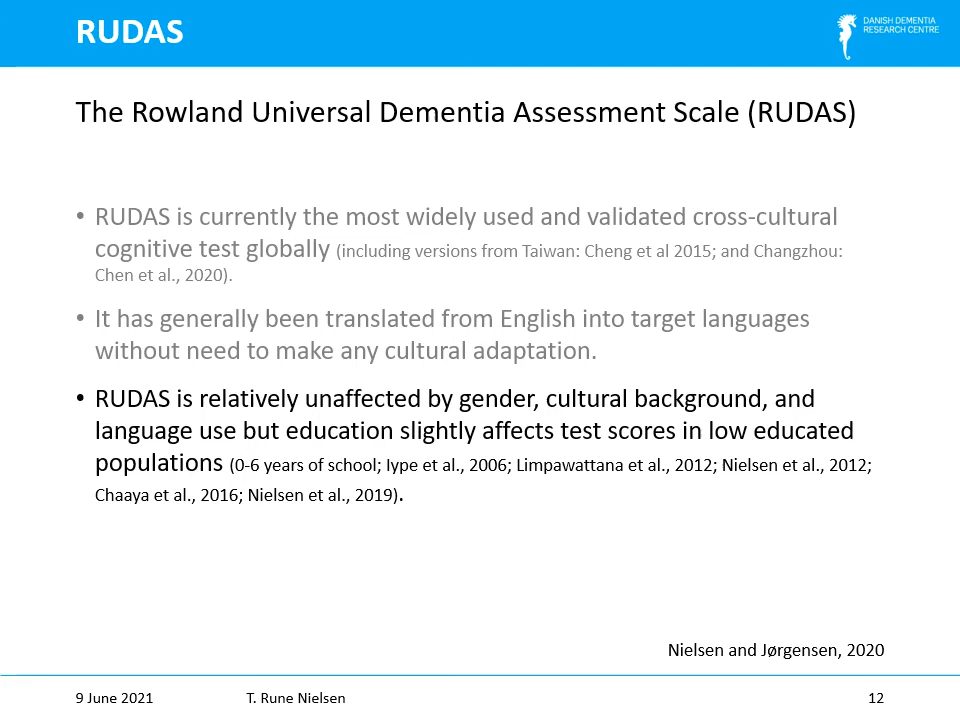 RUDAS
DANISH DEMENTIA
RESEARCH CENTRE
The Rowland Universal Dementia Assessment Scale (RUDAS)
• RUDAS is currently the most widely used and validated cross-cultural
cognitive test globally (including versions from Taiwan: Cheng et al 2015; and Changzhou:
Chen et al., 2020).
• It has generally been translated from English into target languages
without need to make any cultural adaptation.
• RUDAS is relatively unaffected by gender, cultural background, and
language use but education slightly affects test scores in low educated
populations (0-6 years of school; Iype et al., 2006; Limpawattana et al., 2012; Nielsen et al., 2012;
Chaaya et al., 2016; Nielsen et al., 2019).
Nielsen and Jørgensen, 2020
9 June 2021 T. Rune Nielsen 12